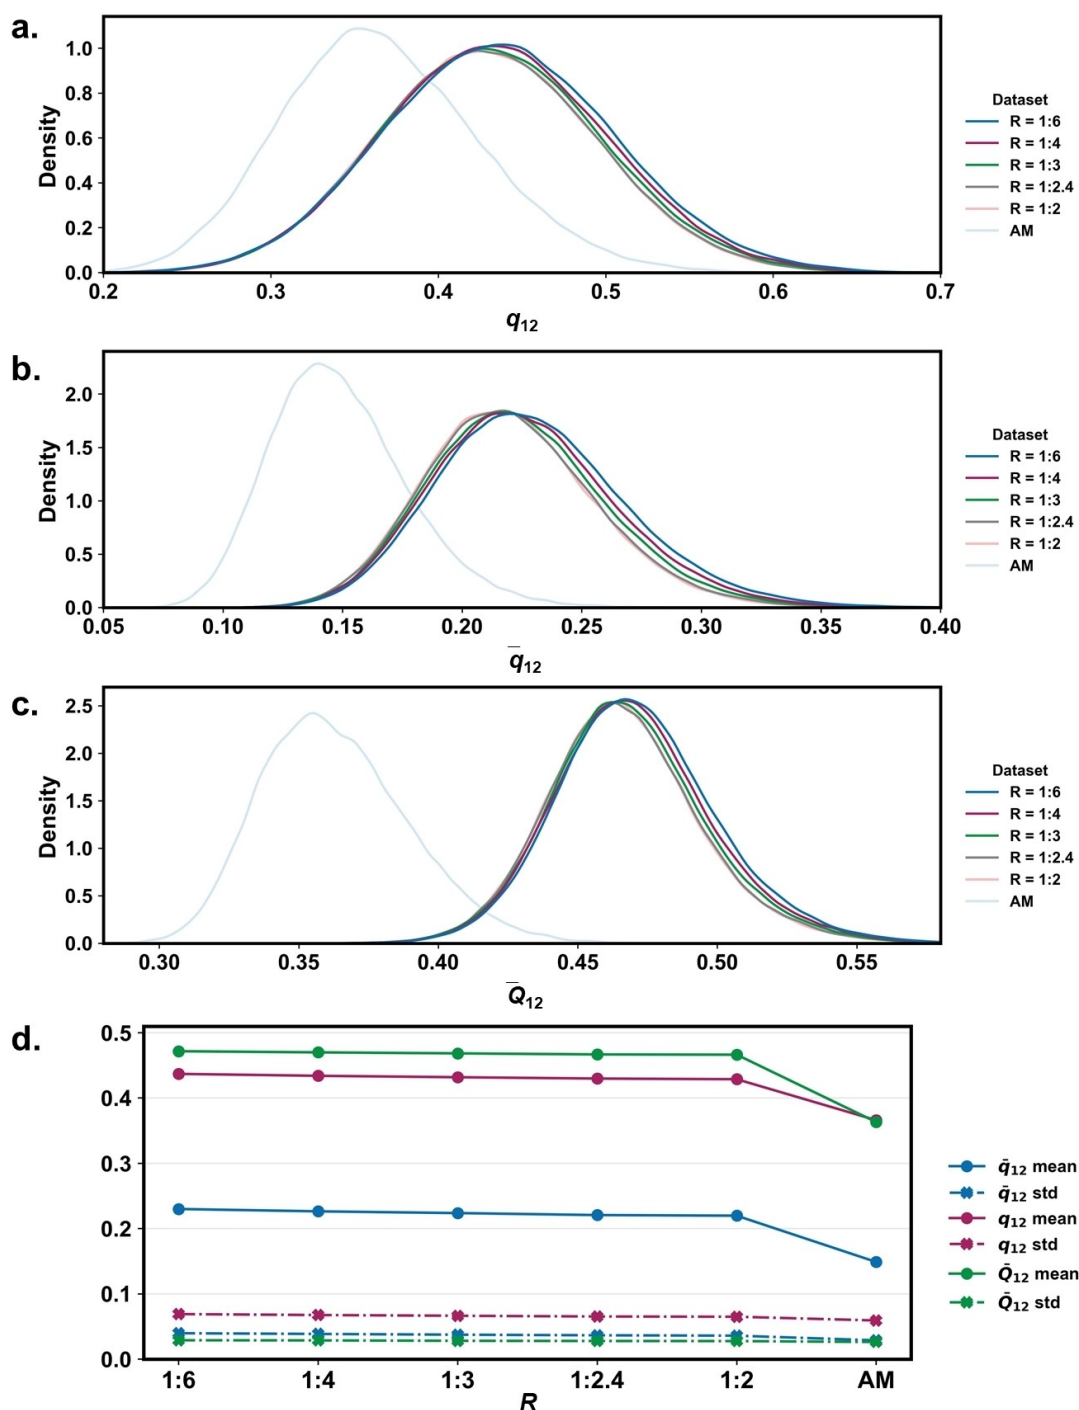 a.
1.0
0.8
0.6
0.4
0.2
0.0
Density
0.2 0.3 0.4 0.5 0.6 0.7
q12
Dataset
R = 1:6
R = 1:4
R = 1:3
R = 1:2.4
R = 1:2
AM
b.
2.0
1.5
1.0
0.5
0.0
Density
0.05 0.10 0.15 0.20 0.25 0.30 0.35 0.40
q̄12
Dataset
R = 1:6
R = 1:4
R = 1:3
R = 1:2.4
R = 1:2
AM
c.
2.5
2.0
1.5
1.0
0.5
0.0
Density
0.30 0.35 0.40 0.45 0.50 0.55
Q̄12
Dataset
R = 1:6
R = 1:4
R = 1:3
R = 1:2.4
R = 1:2
AM
d.
0.5
0.4
0.3
0.2
0.1
0.0
1:6 1:4 1:3 1:2.4 1:2 AM
R
q̄12 mean
q̄12 std
q12 mean
q12 std
Q̄12 mean
Q̄12 std